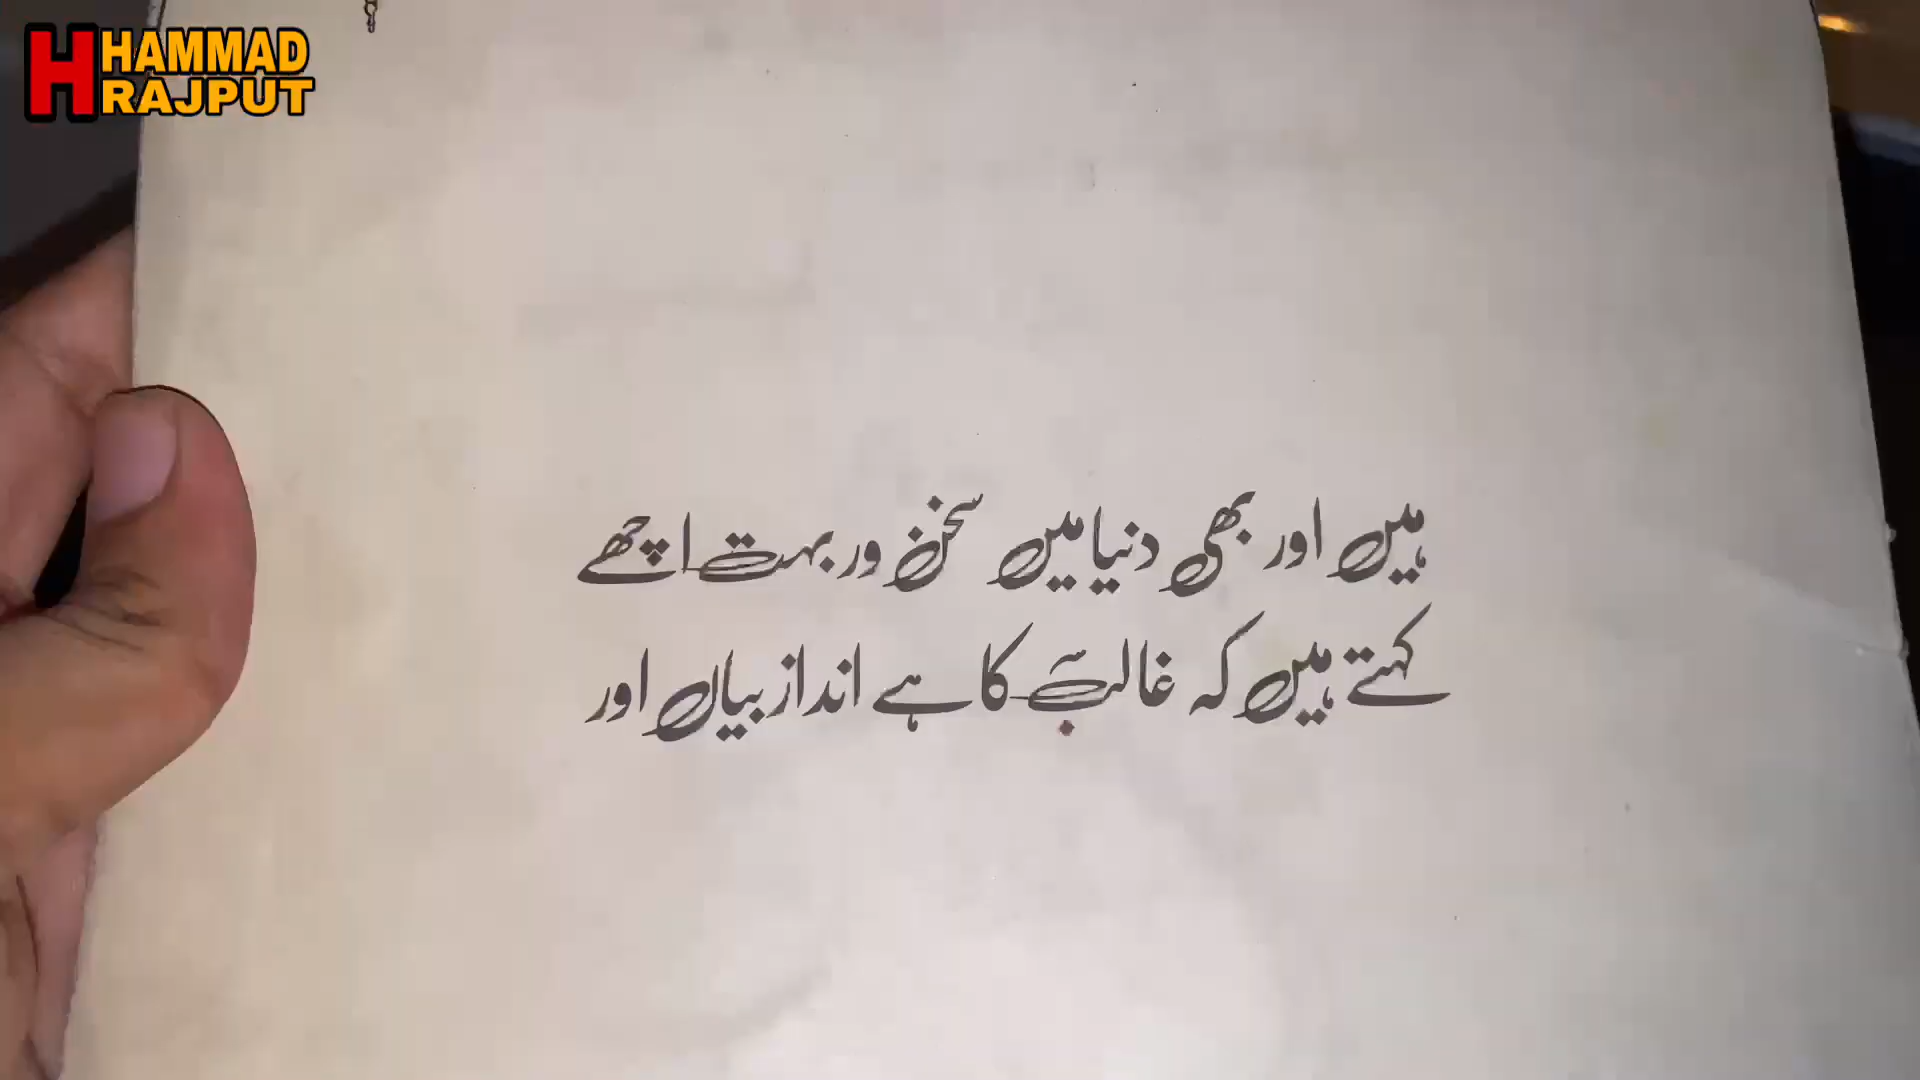 HAMMAD
RAJPUT
ہیں اور بھی دنیا میں سخن ور بہت اچھے
کہتے ہیں کہ غالبؔ کا ہے انداز بیاں اور